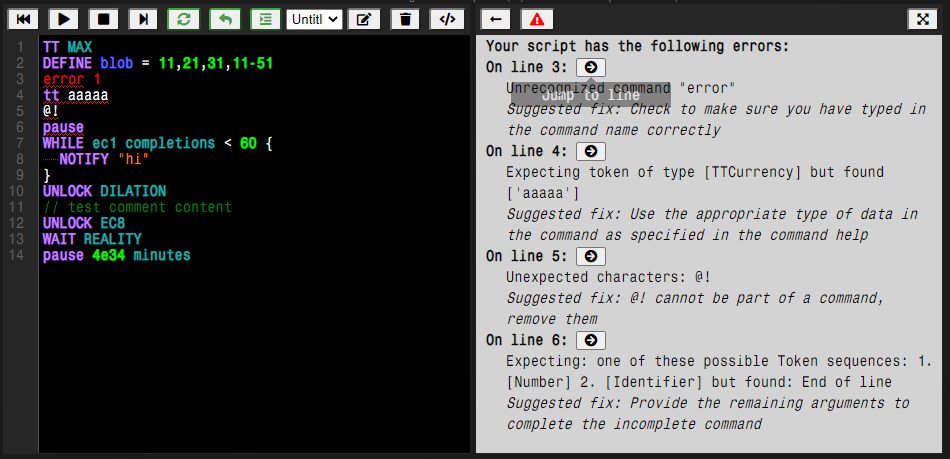 Untitl
1 TT MAX
2 DEFINE blob = 11,21,31,11-51
3 error 1
4 tt aaaaa
5 @!
6 pause
7 WHILE ec1 completions < 60 {
8 NOTIFY "hi"
9 }
10 UNLOCK DILATION
11 // test comment content
12 UNLOCK EC8
13 WAIT REALITY
14 pause 4e34 minutes
Your script has the following errors:
On line 3:
Jump to line
Unrecognized command "error"
Suggested fix: Check to make sure you have typed in
the command name correctly
On line 4:
Expecting token of type [TTCurrency] but found
['aaaaa']
Suggested fix: Use the appropriate type of data in
the command as specified in the command help
On line 5:
Unexpected characters: @!
Suggested fix: @! cannot be part of a command,
remove them
On line 6:
Expecting: one of these possible Token sequences: 1.
[Number] 2. [Identifier] but found: End of line
Suggested fix: Provide the remaining arguments to
complete the incomplete command